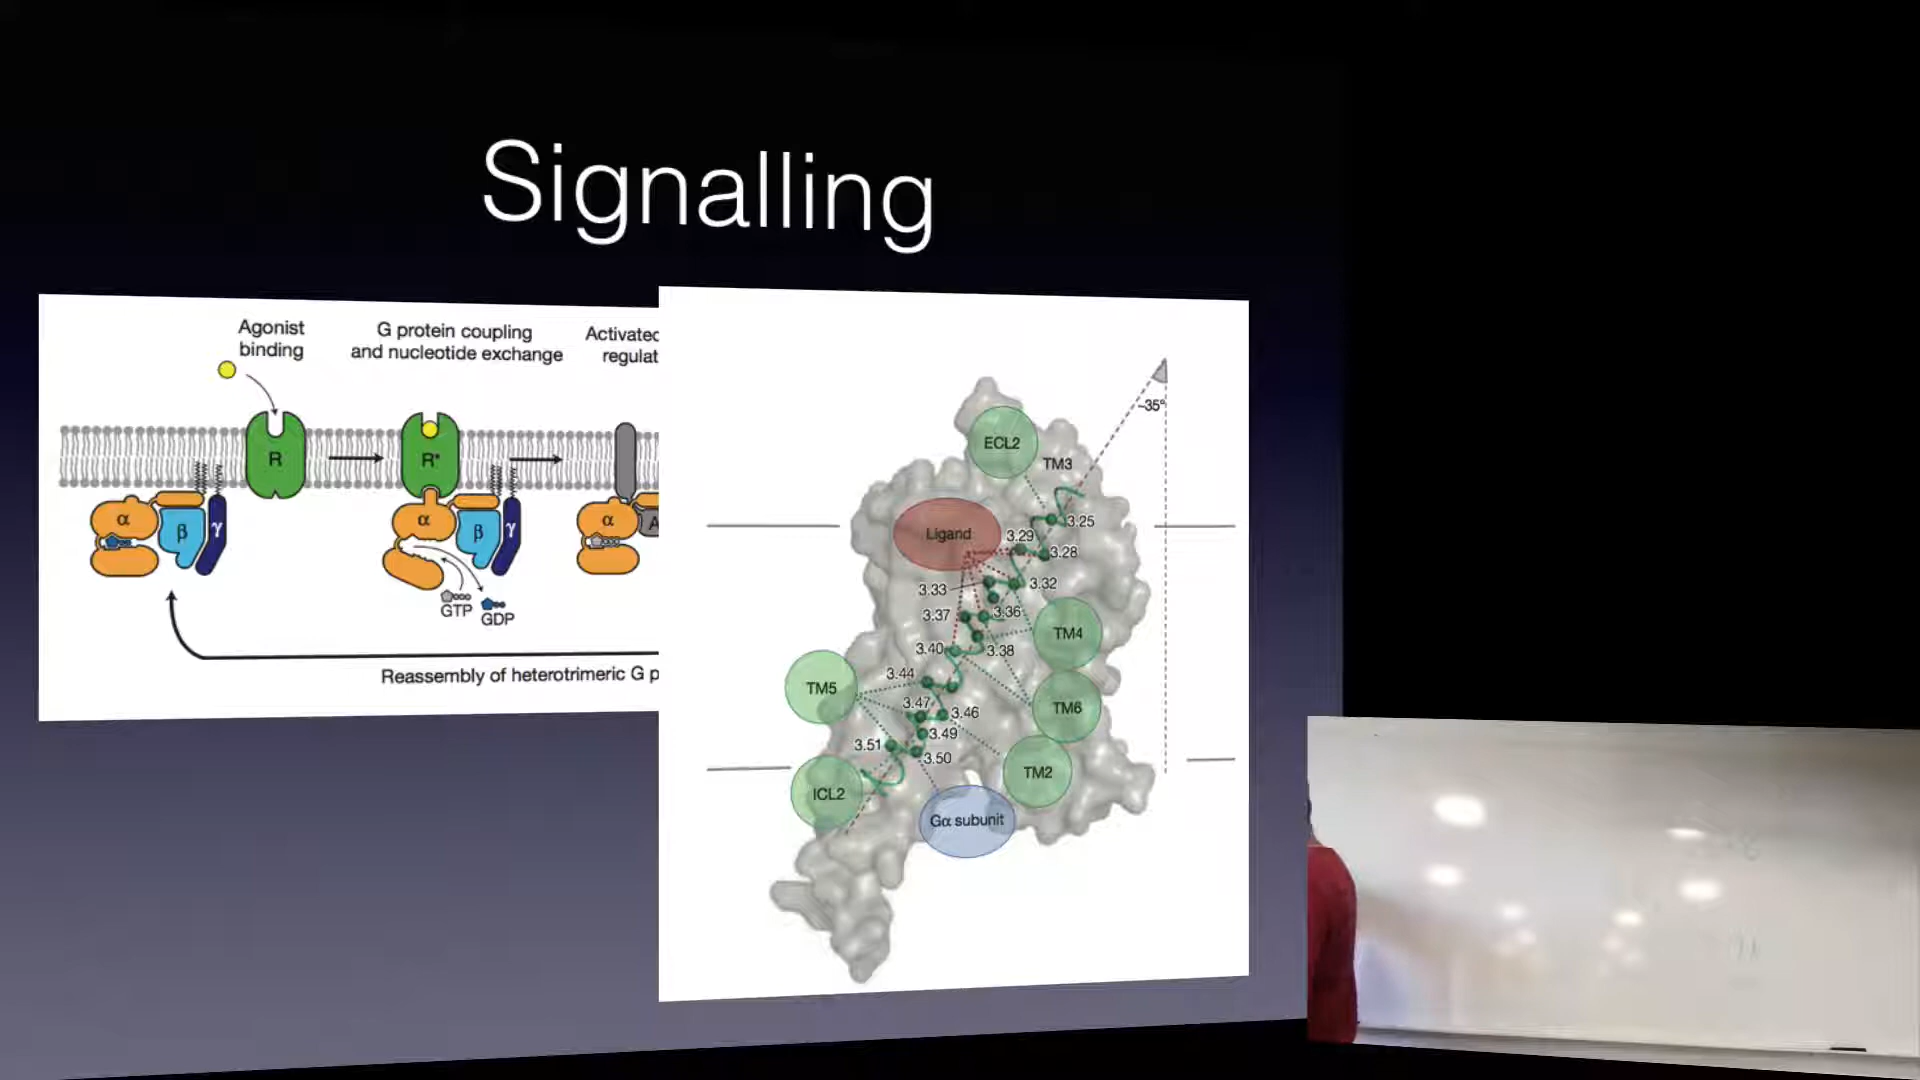 Signalling
Agonist
binding
G protein coupling
and nucleotide exchange
Activated
regulat
R
R*
α
β
γ
α
β
γ
α
A
GTP
GDP
Reassembly of heterotrimeric G p
~35°
ECL2
TM3
Ligand
3.25
3.29
3.28
3.33
3.32
3.37
3.36
TM4
3.40
3.38
3.44
TM5
3.47
3.46
TM6
3.49
3.51
3.50
TM2
ICL2
Gα subunit